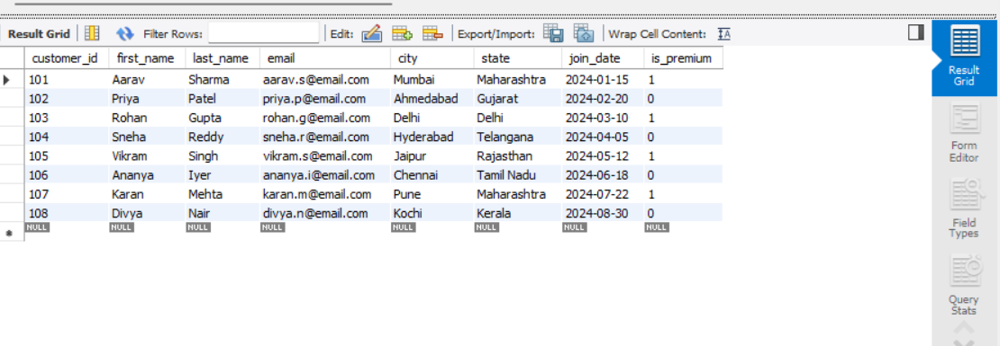 Result Grid Filter Rows: Edit: Export/Import: Wrap Cell Content: IA
customer_id first_name last_name email city state join_date is_premium
101 Aarav Sharma aarav.s@email.com Mumbai Maharashtra 2024-01-15 1
102 Priya Patel priya.p@email.com Ahmedabad Gujarat 2024-02-20 0
103 Rohan Gupta rohan.g@email.com Delhi Delhi 2024-03-10 1
104 Sneha Reddy sneha.r@email.com Hyderabad Telangana 2024-04-05 0
105 Vikram Singh vikram.s@email.com Jaipur Rajasthan 2024-05-12 1
106 Ananya Iyer ananya.i@email.com Chennai Tamil Nadu 2024-06-18 0
107 Karan Mehta karan.m@email.com Pune Maharashtra 2024-07-22 1
108 Divya Nair divya.n@email.com Kochi Kerala 2024-08-30 0
NULL NULL NULL NULL NULL NULL NULL NULL
Result
Grid
Form
Editor
Field
Types
Query
Stats